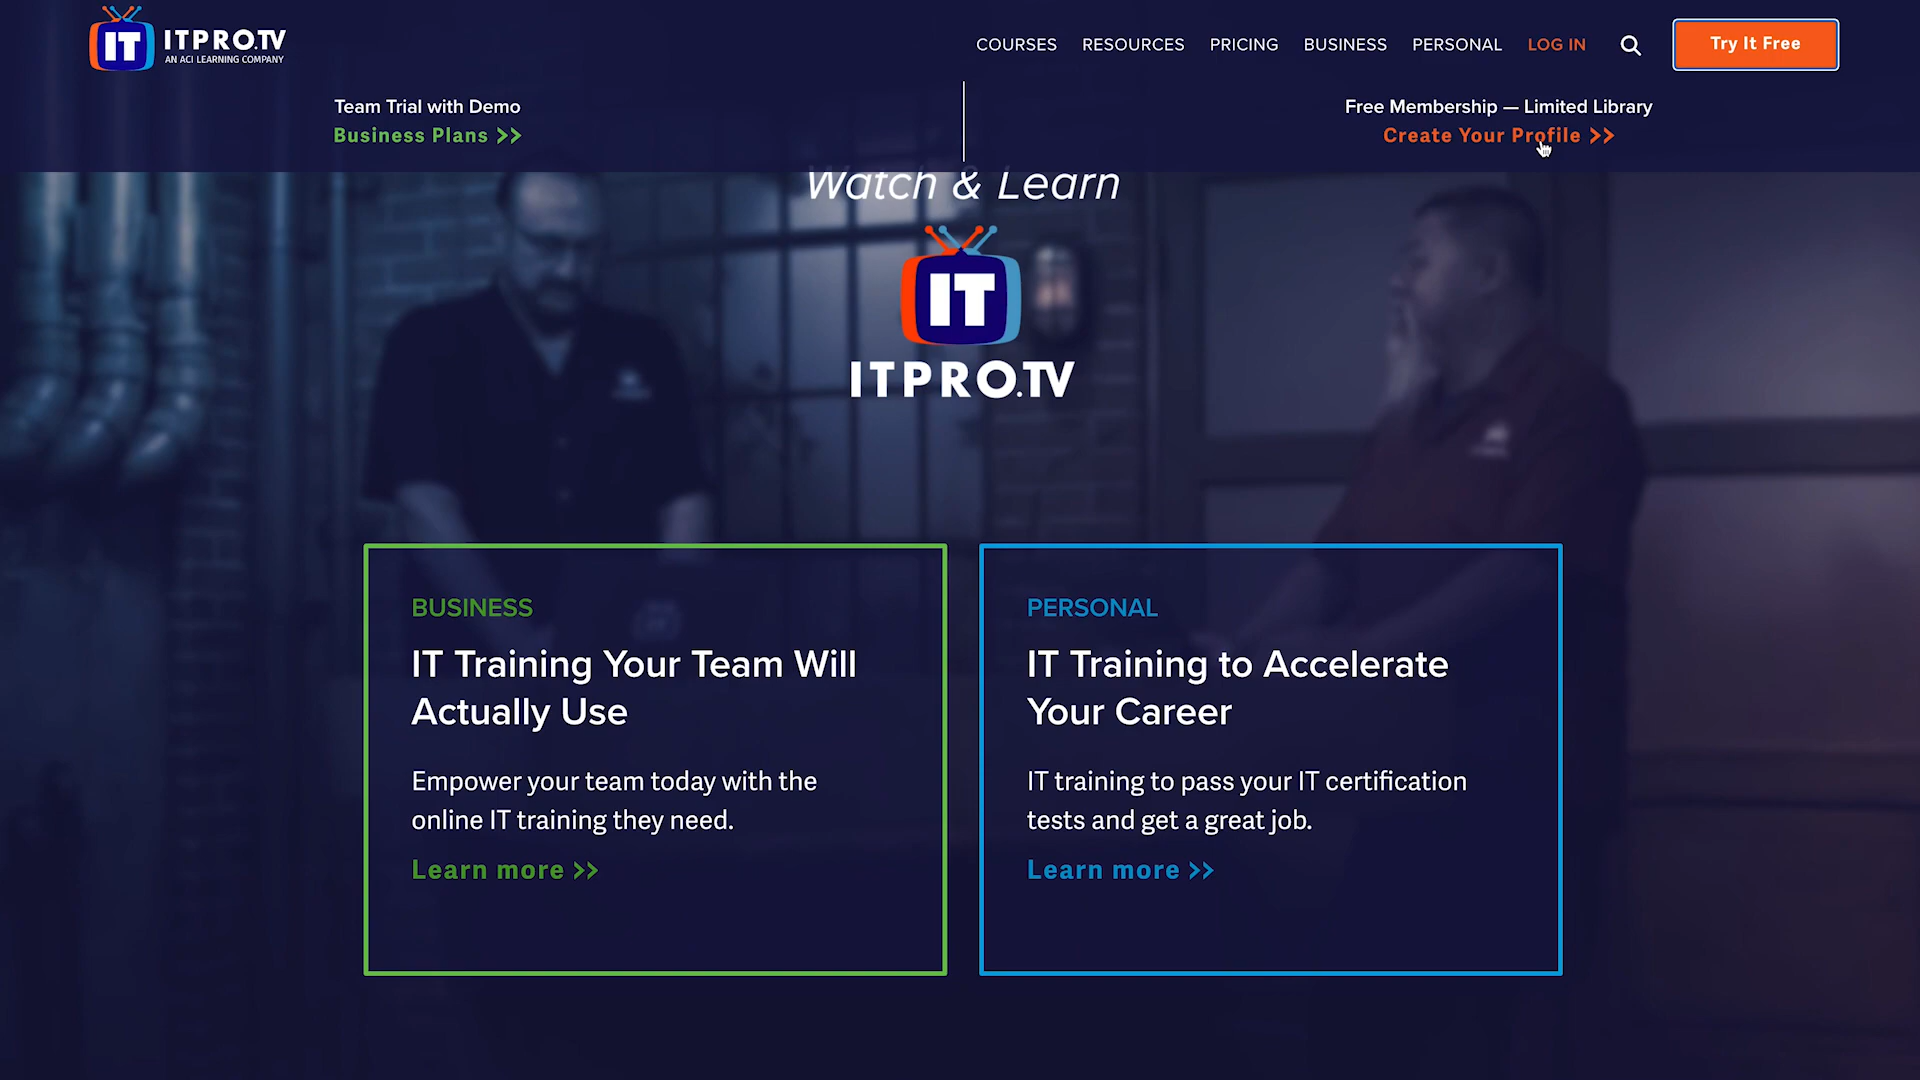 IT
ITPRO.TV
AN ACI LEARNING COMPANY
COURSES
RESOURCES
PRICING
BUSINESS
PERSONAL
LOG IN
Try It Free
Team Trial with Demo
Business Plans >>
Free Membership — Limited Library
Create Your Profile >>
Watch & Learn
IT
ITPRO.TV
BUSINESS
IT Training Your Team Will
Actually Use
Empower your team today with the
online IT training they need.
Learn more >>
PERSONAL
IT Training to Accelerate
Your Career
IT training to pass your IT certification
tests and get a great job.
Learn more >>